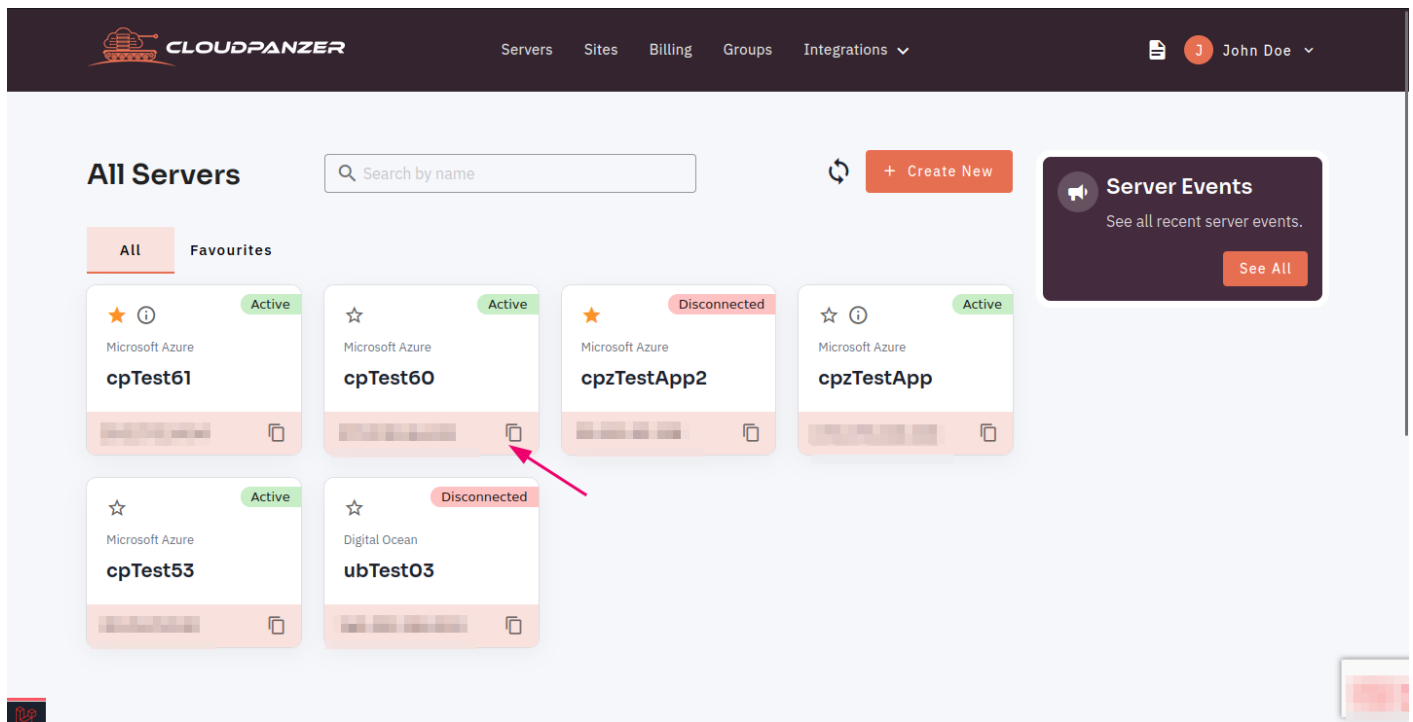 CLOUDPANZER
Servers Sites Billing Groups Integrations
J John Doe
All Servers
Search by name
+ Create New
Server Events
See all recent server events.
See All
All Favourites
Active
Microsoft Azure
cpTest61
Active
Microsoft Azure
cpTest60
Disconnected
Microsoft Azure
cpzTestApp2
Active
Microsoft Azure
cpzTestApp
Active
Microsoft Azure
cpTest53
Disconnected
Digital Ocean
ubTest03